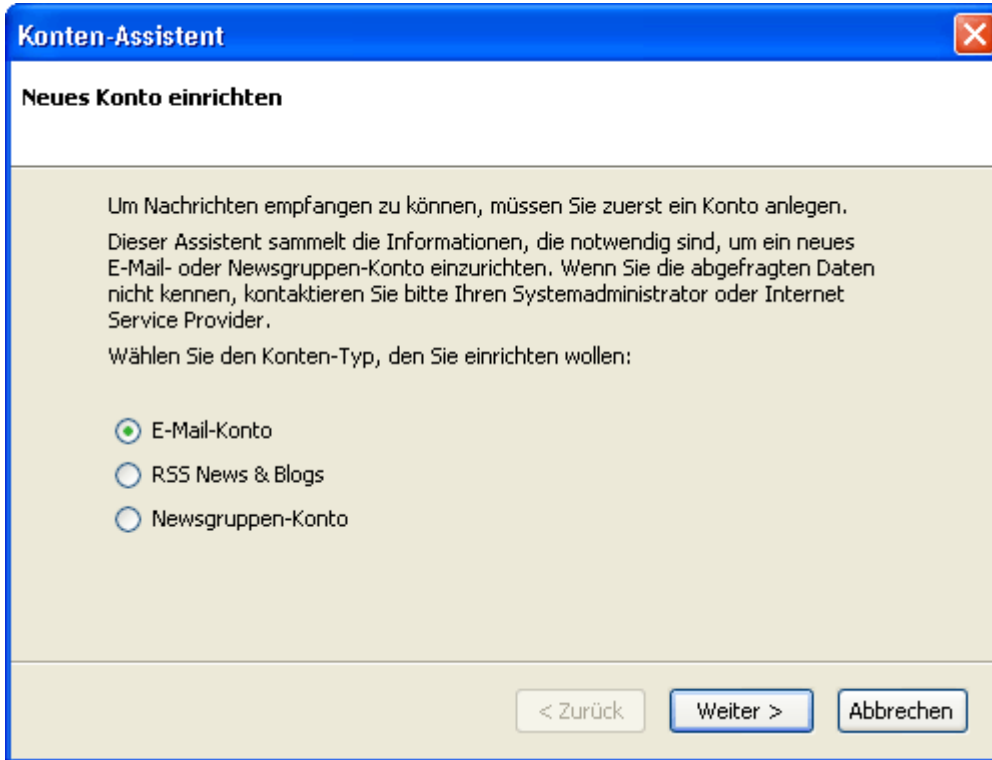 Konten-Assistent
Neues Konto einrichten
Um Nachrichten empfangen zu können, müssen Sie zuerst ein Konto anlegen.
Dieser Assistent sammelt die Informationen, die notwendig sind, um ein neues
E-Mail- oder Newsgruppen-Konto einzurichten. Wenn Sie die abgefragten Daten
nicht kennen, kontaktieren Sie bitte Ihren Systemadministrator oder Internet
Service Provider.
Wählen Sie den Konten-Typ, den Sie einrichten wollen:
E-Mail-Konto
RSS News & Blogs
Newsgruppen-Konto
< Zurück Weiter > Abbrechen